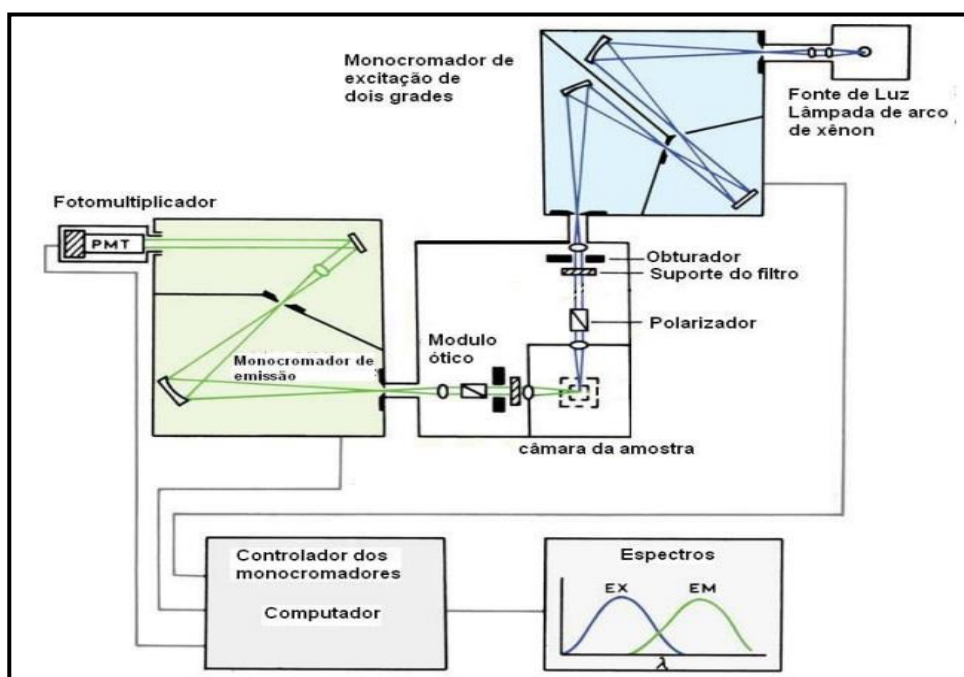 Monocromador de
excitação de
dois grades
Fonte de Luz
Lâmpada de arco
de xênon
Fotomultiplicador
PMT
Obturador
Suporte do filtro
Polarizador
Modulo
ótico
Monocromador de
emissão
câmara da amostra
Controlador dos
monocromadores
Computador
Espectros
EX
EM
λ